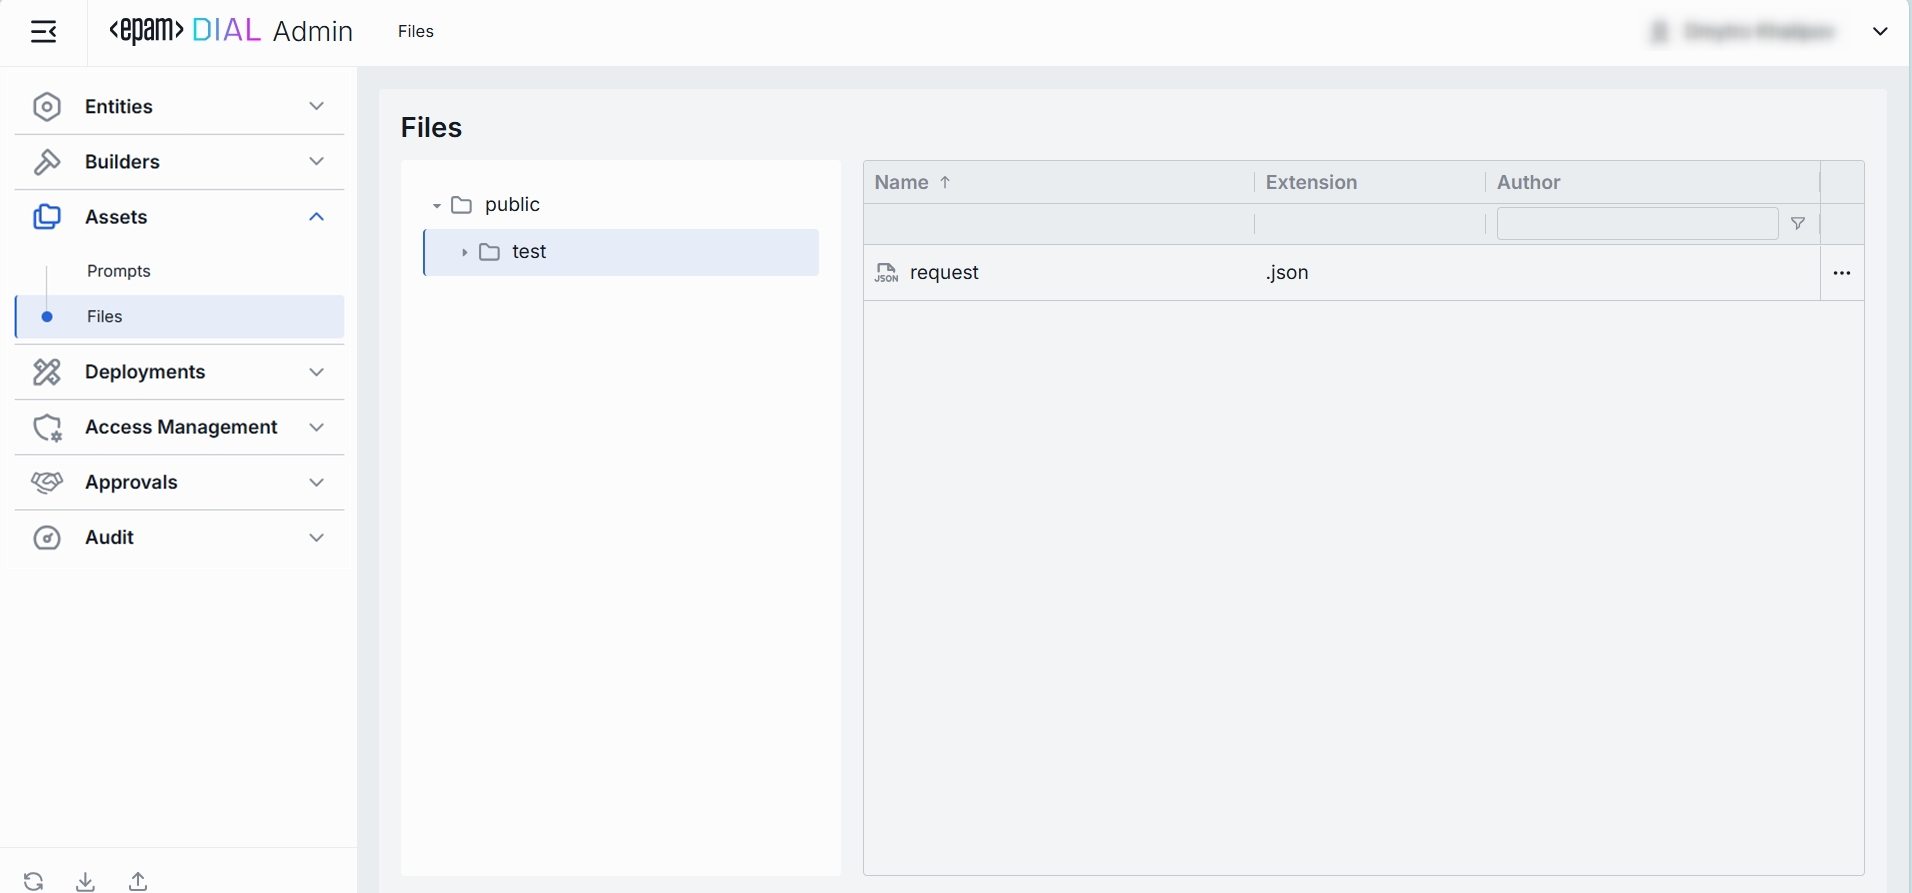 <epam> DIAL Admin
Files
Entities
Builders
Assets
Prompts
Files
Deployments
Access Management
Approvals
Audit
Files
public
test
Name ↑ Extension Author
JSON request .json ...